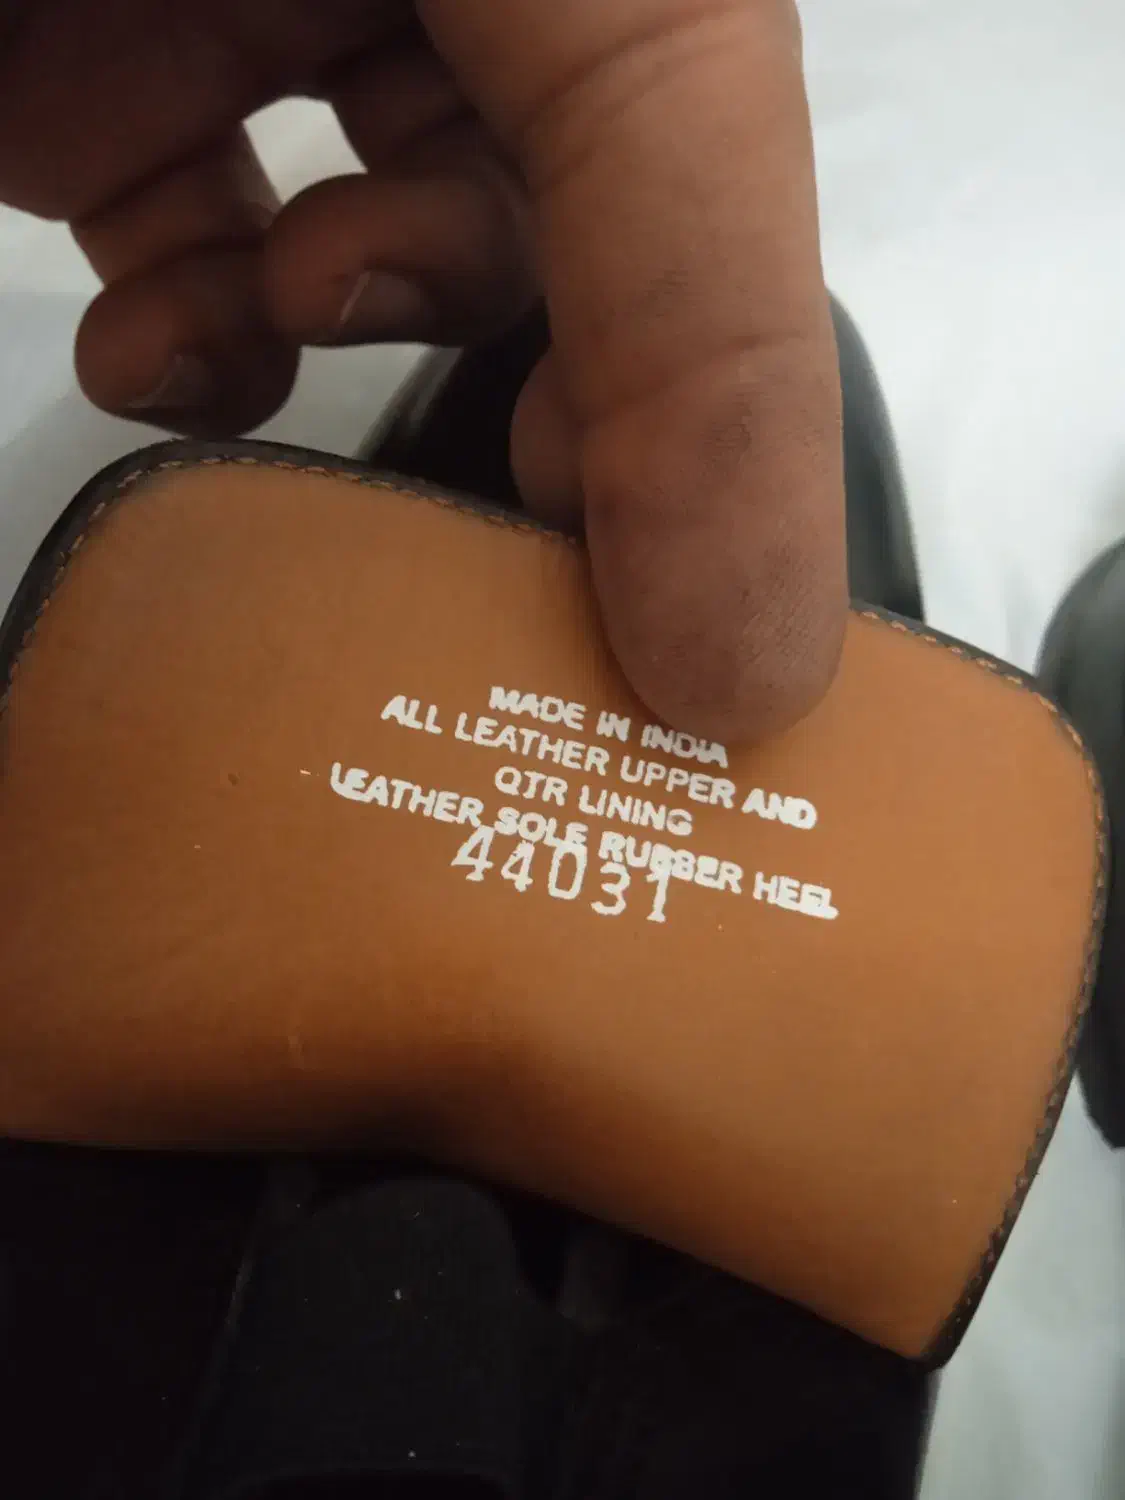 MADE IN INDIA
ALL LEATHER UPPER AND
QTR LINING
LEATHER SOLE RUBBER HEEL
44031